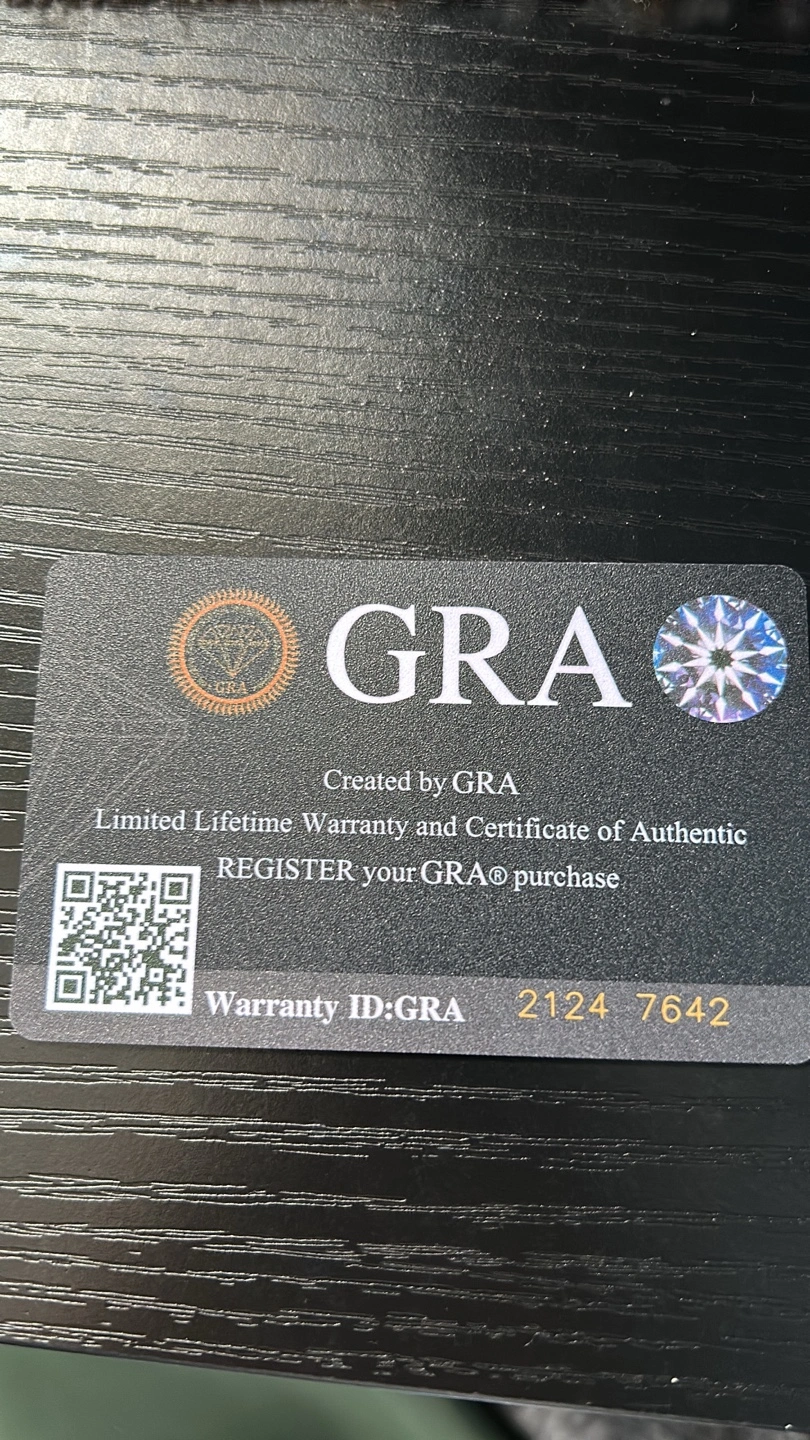 GRA
GRA
Created by GRA
Limited Lifetime Warranty and Certificate of Authentic
REGISTER your GRA® purchase
Warranty ID:GRA 2124 7642